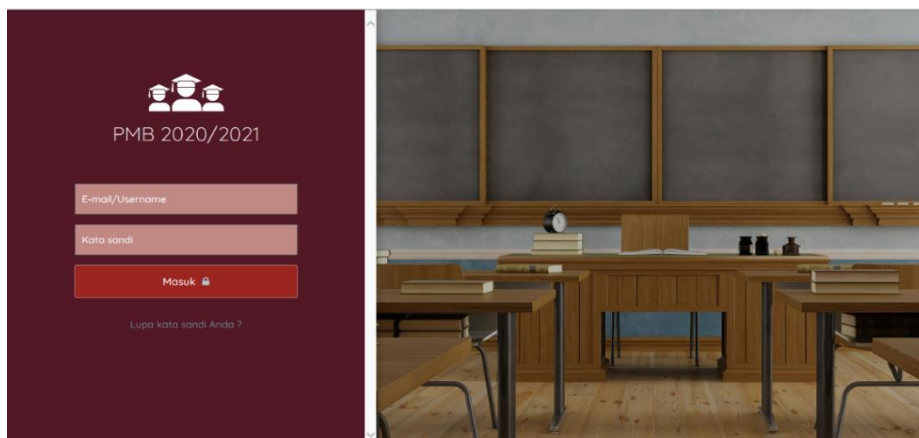 PMB 2020/2021
E-mail/Username
Kata sandi
Masuk
Lupa kata sandi Anda ?